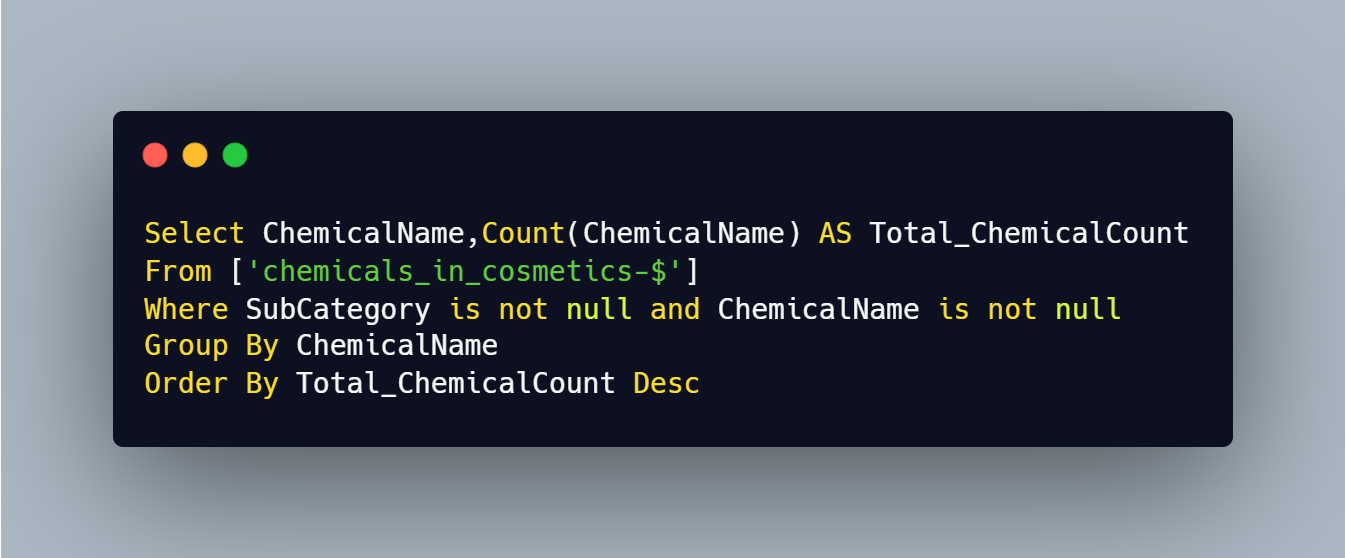 Select ChemicalName,Count(ChemicalName) AS Total_ChemicalCount
From ['chemicals_in_cosmetics-$']
Where SubCategory is not null and ChemicalName is not null
Group By ChemicalName
Order By Total_ChemicalCount Desc